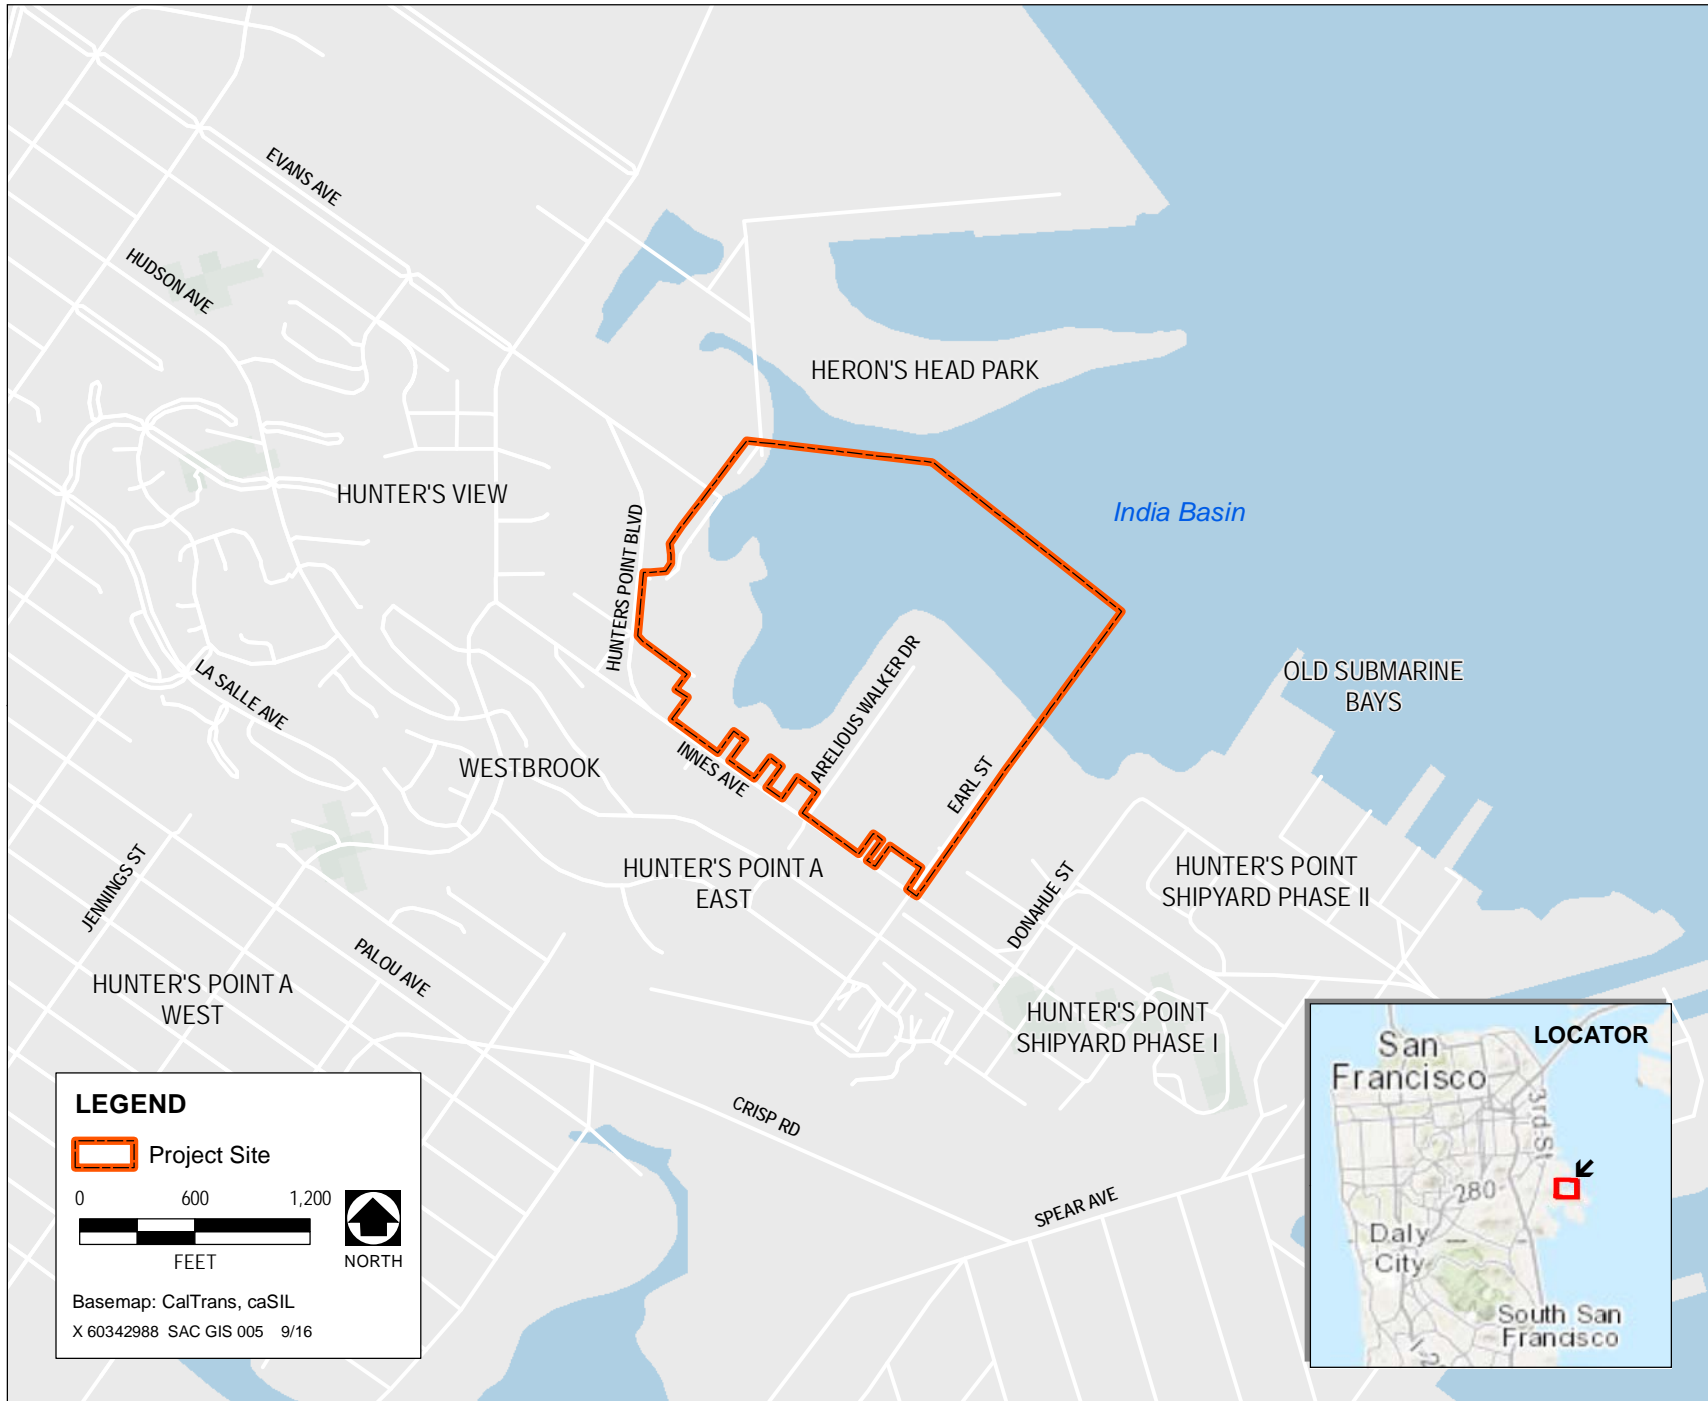 EVANS AVE
HUDSON AVE
HERON'S HEAD PARK
HUNTER'S VIEW
India Basin
HUNTERS POINT BLVD
ARELIOUS WALKER DR
OLD SUBMARINE
BAYS
LA SALLE AVE
INNES AVE
WESTBROOK
EARL ST
JENNINGS ST
HUNTER'S POINT A
EAST
DONAHUE ST
HUNTER'S POINT
SHIPYARD PHASE II
PALOU AVE
HUNTER'S POINT A
WEST
HUNTER'S POINT
SHIPYARD PHASE I
CRISP RD
SPEAR AVE
LEGEND
Project Site
0 600 1,200
FEET
NORTH
Basemap: CalTrans, caSIL
X 60342988 SAC GIS 005 9/16
LOCATOR
San
Francisco
3rd St
280
Daly
City
South San
Francisco